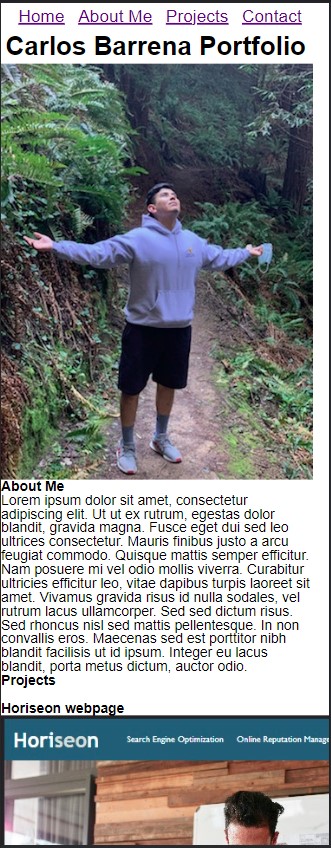 Home About Me Projects Contact
Carlos Barrena Portfolio
About Me
Lorem ipsum dolor sit amet, consectetur
adipiscing elit. Ut ut ex rutrum, egestas dolor
blandit, gravida magna. Fusce eget dui sed leo
ultrices consectetur. Mauris finibus justo a arcu
feugiat commodo. Quisque mattis semper efficitur.
Nam posuere mi vel odio mollis viverra. Curabitur
ultricies efficitur leo, vitae dapibus turpis laoreet sit
amet. Vivamus gravida risus id nulla sodales, vel
rutrum lacus ullamcorper. Sed sed dictum risus.
Sed rhoncus nisl sed mattis pellentesque. In non
convallis eros. Maecenas sed est porttitor nibh
blandit facilisis ut id ipsum. Integer eu lacus
blandit, porta metus dictum, auctor odio.
Projects
Horiseon webpage
Horiseon Search Engine Optimization Online Reputation Manage